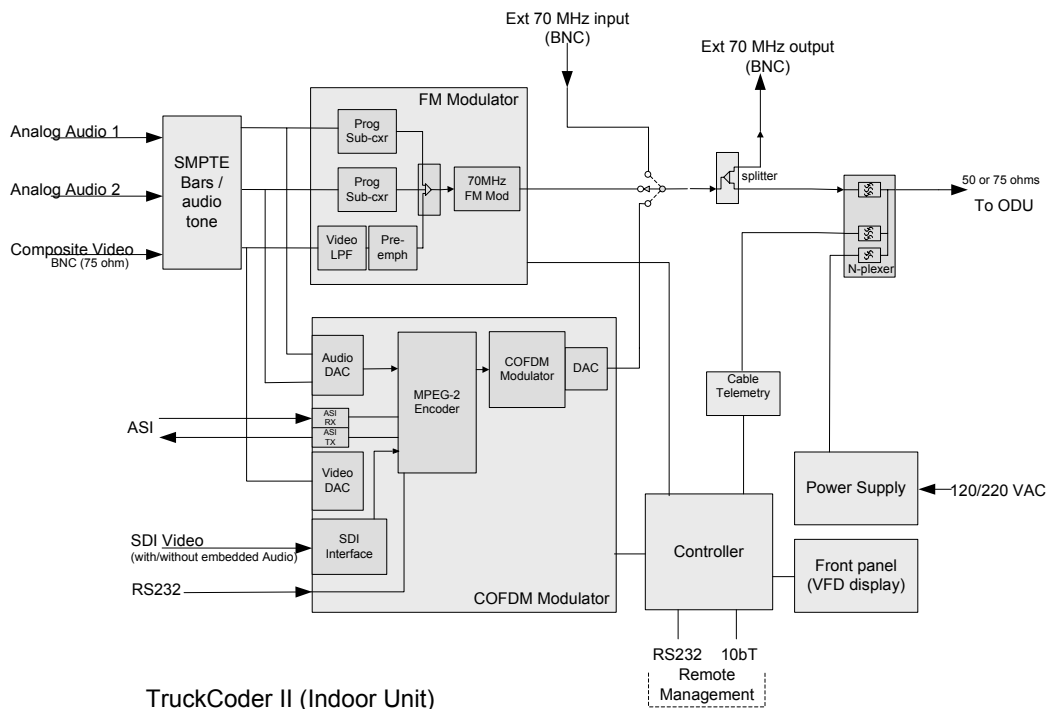 Ext 70 MHz input
(BNC)
Ext 70 MHz output
(BNC)
FM Modulator
Analog Audio 1
Analog Audio 2
Composite Video
BNC (75 ohm)
SMPTE
Bars /
audio
tone
Prog
Sub-cxr
Prog
Sub-cxr
Video
LPF
Pre-
emph
70MHz
FM Mod
splitter
N-plexer
50 or 75 ohms
To ODU
Audio
DAC
MPEG-2
Encoder
COFDM
Modulator
DAC
ASI
RX
ASI
TX
ASI
Video
DAC
SDI Video
(with/without embedded Audio)
SDI
Interface
RS232
COFDM Modulator
Cable
Telemetry
Power Supply
120/220 VAC
Controller
Front panel
(VFD display)
RS232
10bT
Remote
Management
TruckCoder II (Indoor Unit)